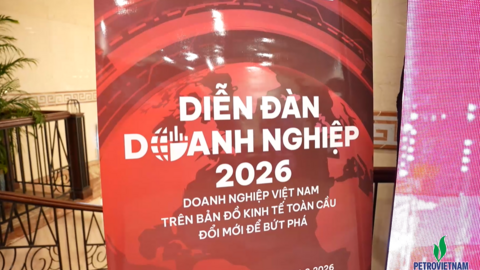 DIỄN ĐÀN
DOANH NGHIỆP
2026
DOANH NGHIỆP VIỆT NAM
TRÊN BẢN ĐỒ KINH TẾ TOÀN CẦU
ĐỔI MỚI ĐỂ BỨT PHÁ
2026
PETROVIETNAM